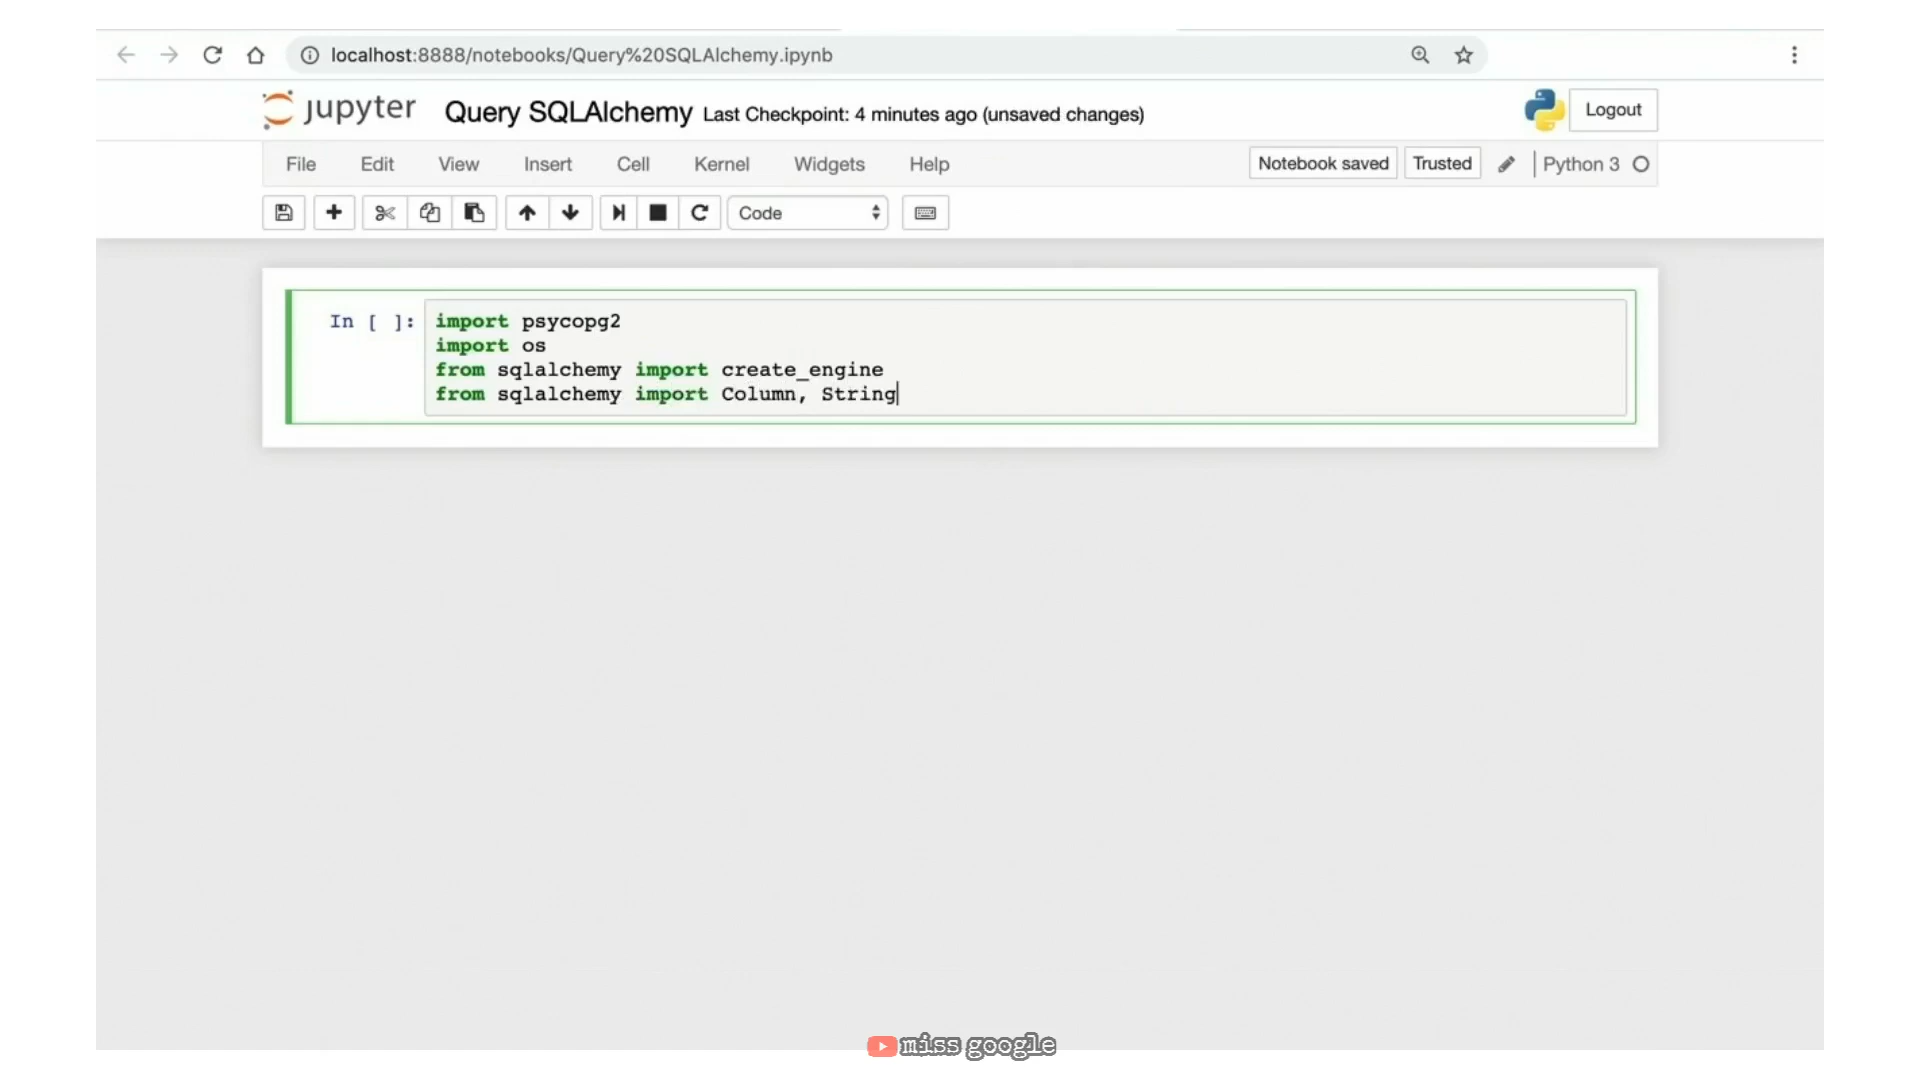 localhost:8888/notebooks/Query%20SQLAlchemy.ipynb
jupyter Query SQLAlchemy Last Checkpoint: 4 minutes ago (unsaved changes) Logout
File Edit View Insert Cell Kernel Widgets Help Notebook saved Trusted Python 3
Code
In [ ]: import psycopg2
import os
from sqlalchemy import create_engine
from sqlalchemy import Column, String
miss google